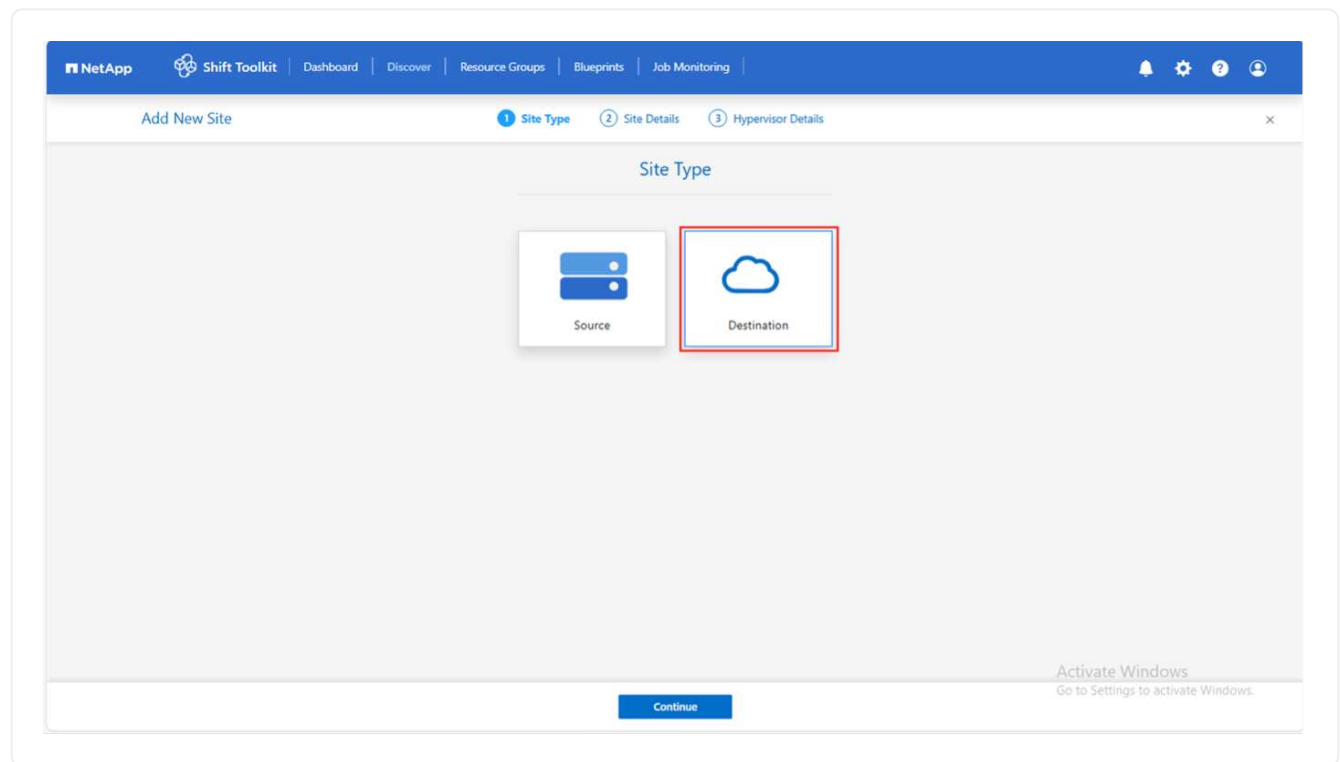 NetApp Shift Toolkit Dashboard Discover Resource Groups Blueprints Job Monitoring ?
Add New Site 1 Site Type 2 Site Details 3 Hypervisor Details ×
Site Type
Source Destination
Activate Windows
Go to Settings to activate Windows.
Continue